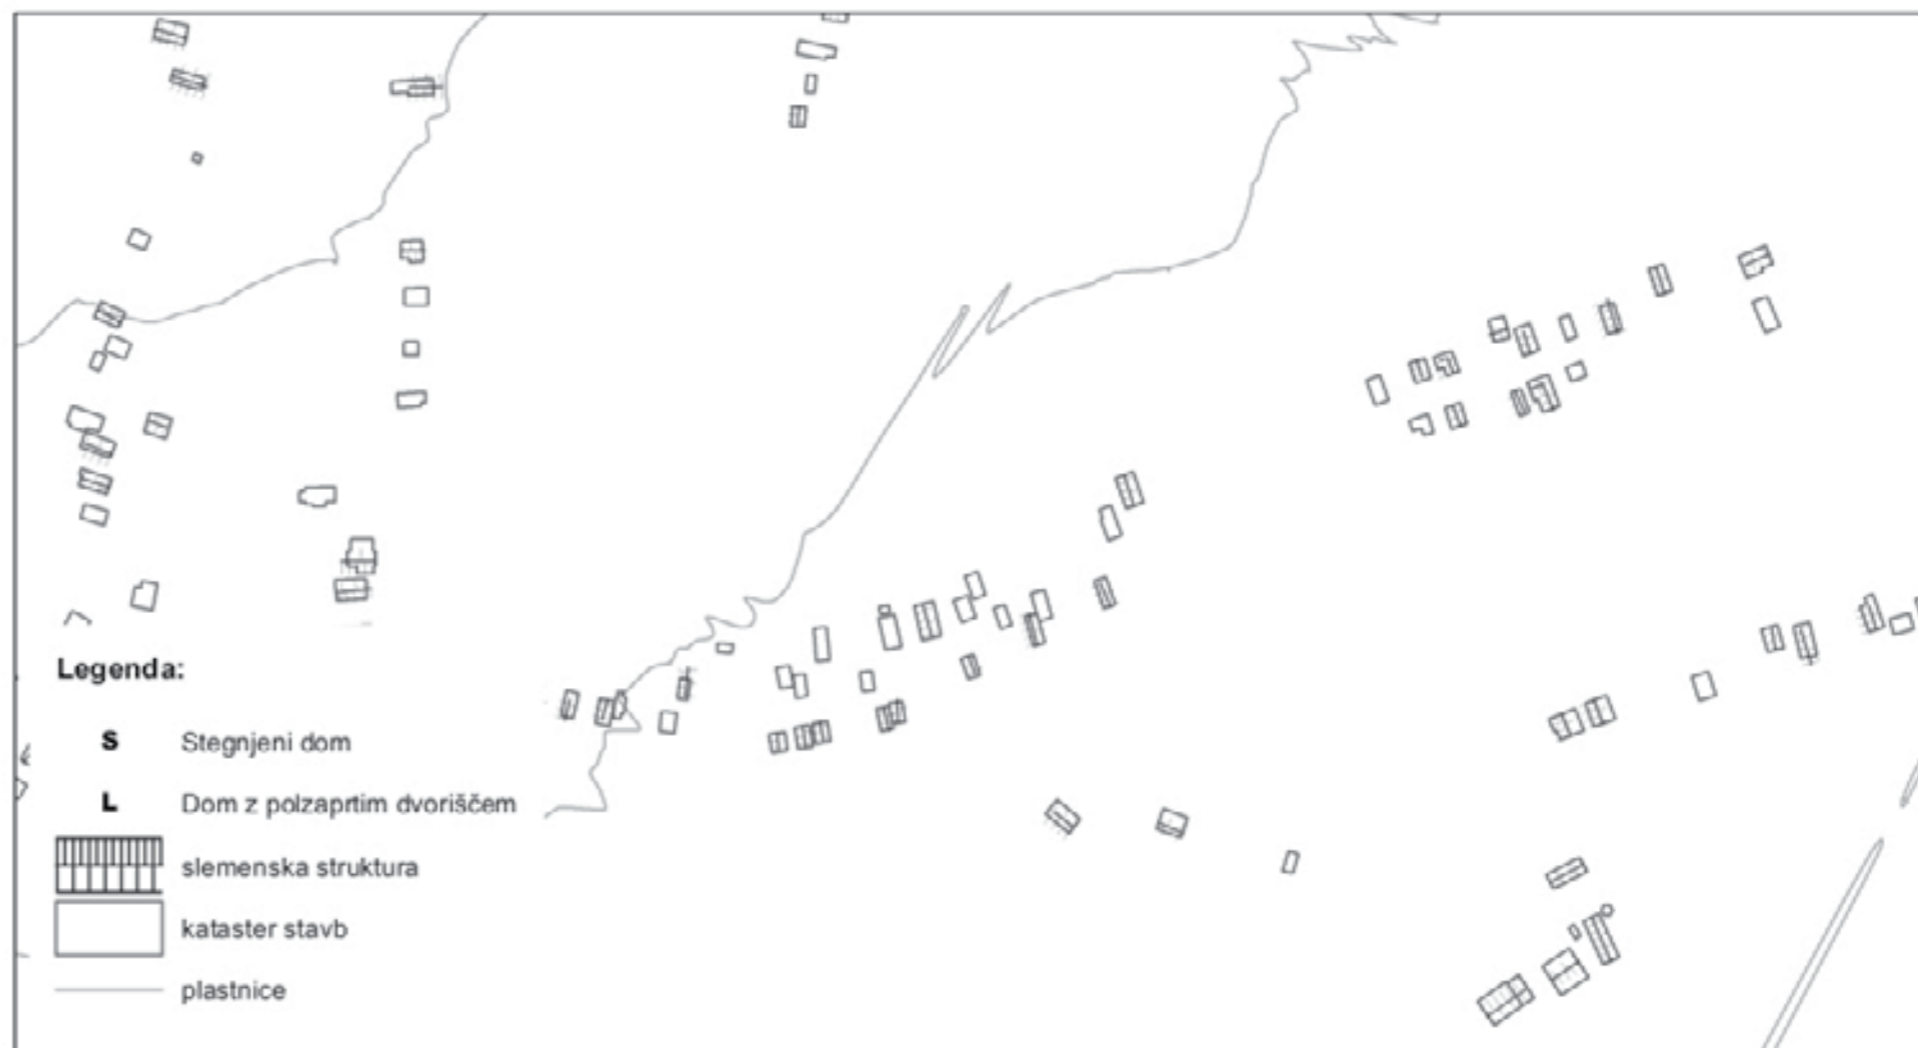 Legenda:
S Stegnjeni dom
L Dom z polzaprtim dvoriščem
slemenska struktura
kataster stavb
plastnice